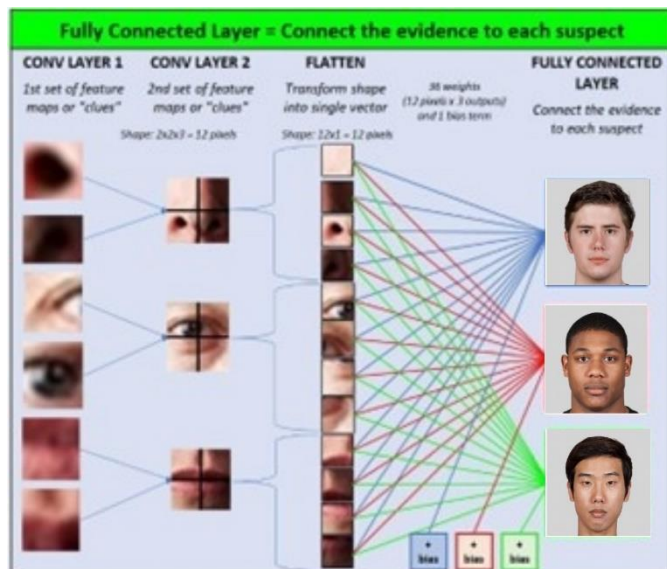 Fully Connected Layer = Connect the evidence to each suspect
CONV LAYER 1
1st set of feature
maps or "clues"
CONV LAYER 2
2nd set of feature
maps or "clues"
Shape: 2x2x3 = 12 pixels
FLATTEN
Transform shape
into single vector
Shape: 12x1 = 12 pixels
36 weights
(12 pixels x 3 outputs)
and 1 bias term
FULLY CONNECTED
LAYER
Connect the evidence
to each suspect
+
bias
+
bias
+
bias